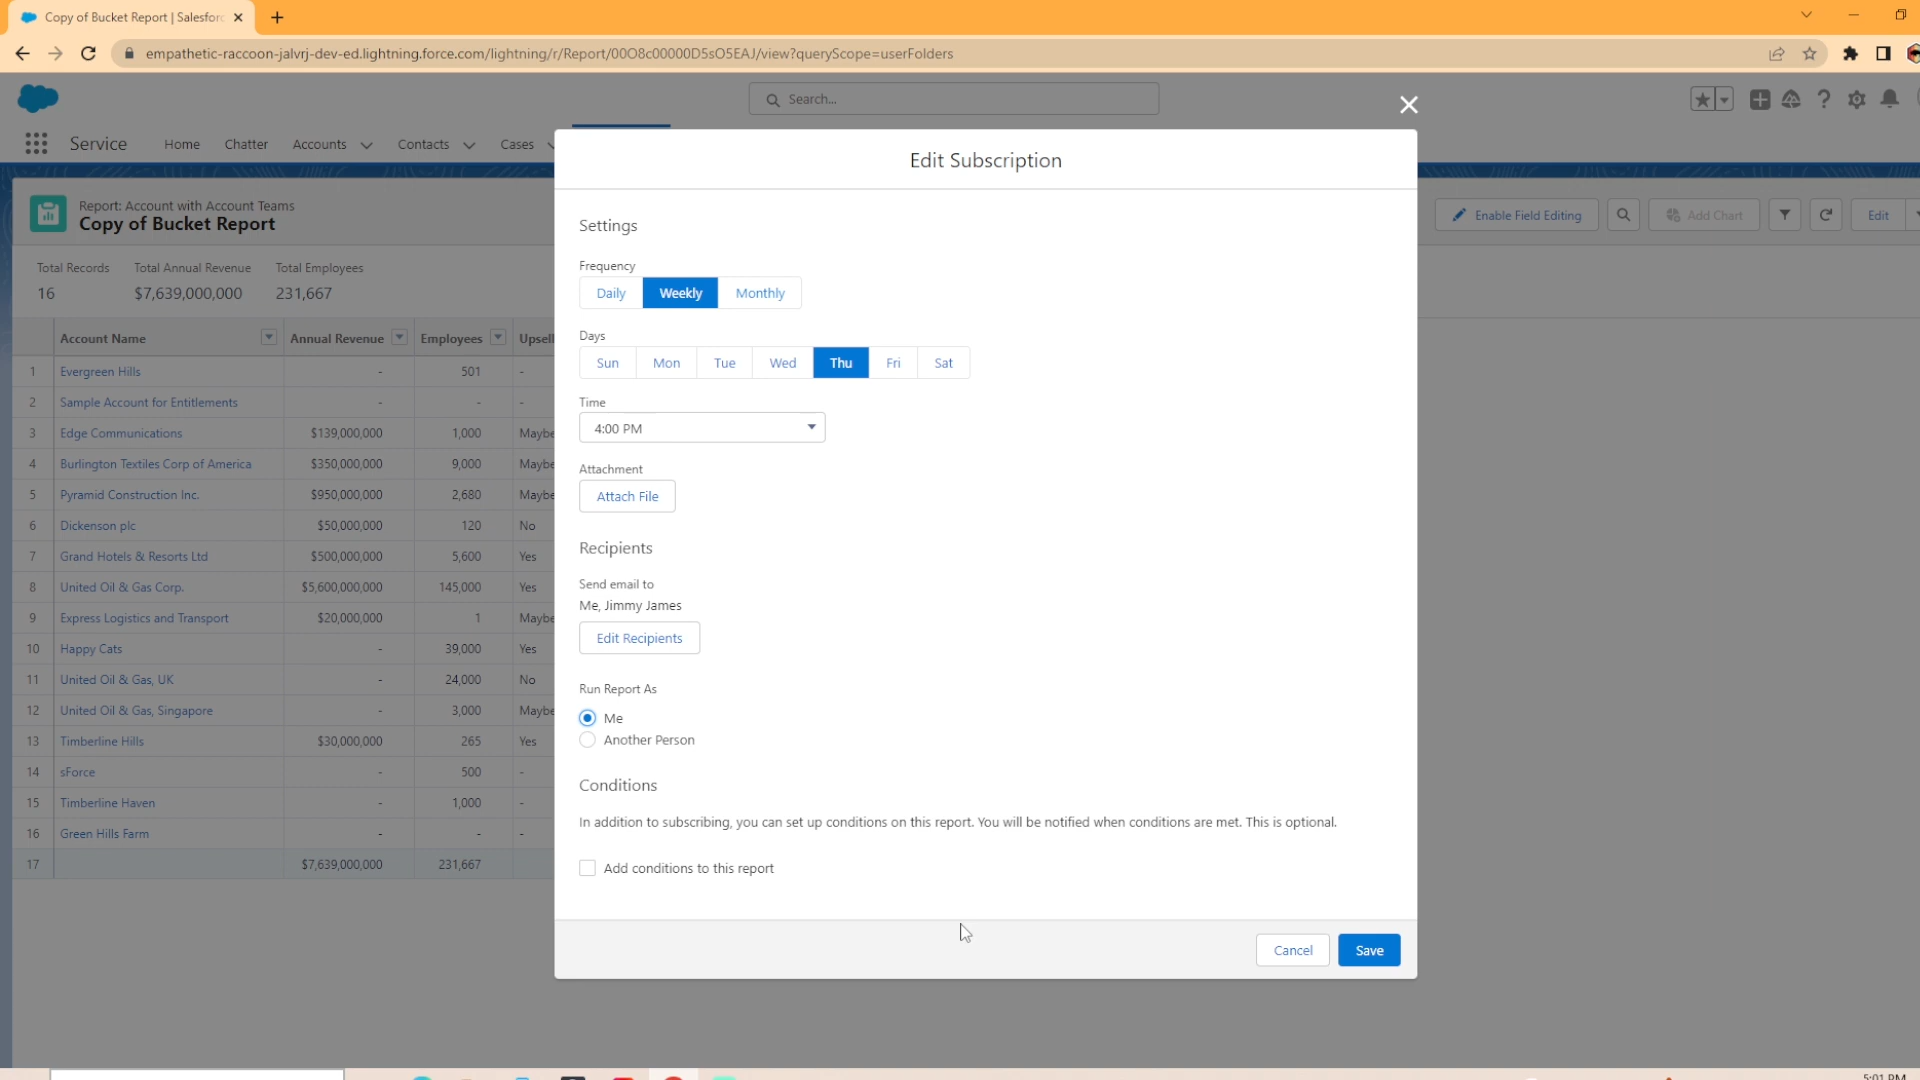 Copy of Bucket Report | Salesforc
empathetic-raccoon-jalvrj-dev-ed.lightning.force.com/lightning/r/Report/00O8c00000D5sO5EAJ/view?queryScope=userFolders
Search...
Service
Home
Chatter
Accounts
Contacts
Cases
Report: Account with Account Teams
Copy of Bucket Report
Enable Field Editing
Add Chart
Edit
Total Records
Total Annual Revenue
Total Employees
16
$7,639,000,000
231,667
Account Name Annual Revenue Employees Upsell
1 Evergreen Hills - 501 -
2 Sample Account for Entitlements - - -
3 Edge Communications $139,000,000 1,000 Maybe
4 Burlington Textiles Corp of America $350,000,000 9,000 Maybe
5 Pyramid Construction Inc. $950,000,000 2,680 Maybe
6 Dickenson plc $50,000,000 120 No
7 Grand Hotels & Resorts Ltd $500,000,000 5,600 Yes
8 United Oil & Gas Corp. $5,600,000,000 145,000 Yes
9 Express Logistics and Transport $20,000,000 1 Maybe
10 Happy Cats - 39,000 Yes
11 United Oil & Gas, UK - 24,000 No
12 United Oil & Gas, Singapore - 3,000 Maybe
13 Timberline Hills $30,000,000 265 Yes
14 sForce - 500 -
15 Timberline Haven - 1,000 -
16 Green Hills Farm - - -
17 $7,639,000,000 231,667
Edit Subscription
Settings
Frequency
Daily Weekly Monthly
Days
Sun Mon Tue Wed Thu Fri Sat
Time
4:00 PM
Attachment
Attach File
Recipients
Send email to
Me, Jimmy James
Edit Recipients
Run Report As
Me
Another Person
Conditions
In addition to subscribing, you can set up conditions on this report. You will be notified when conditions are met. This is optional.
Add conditions to this report
Cancel
Save
5:01 PM